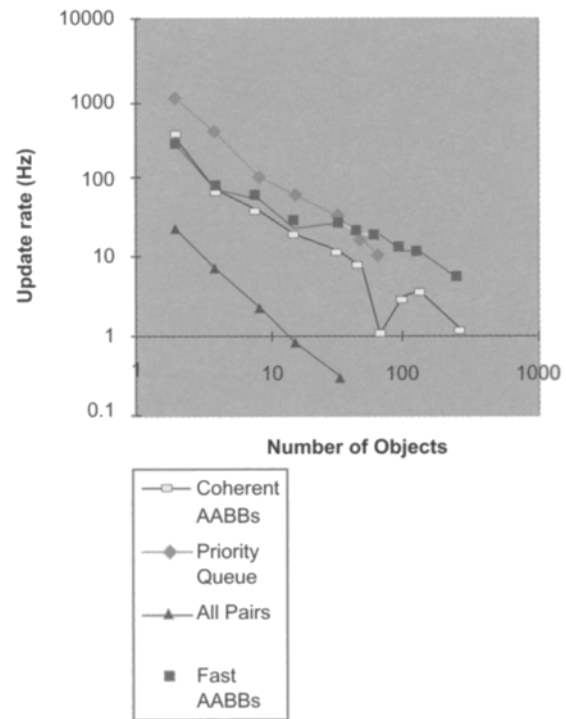 10000
1000
100
10
1
0.1
Update rate (Hz)
1
10
100
1000
Number of Objects
Coherent
AABBs
Priority
Queue
All Pairs
Fast
AABBs